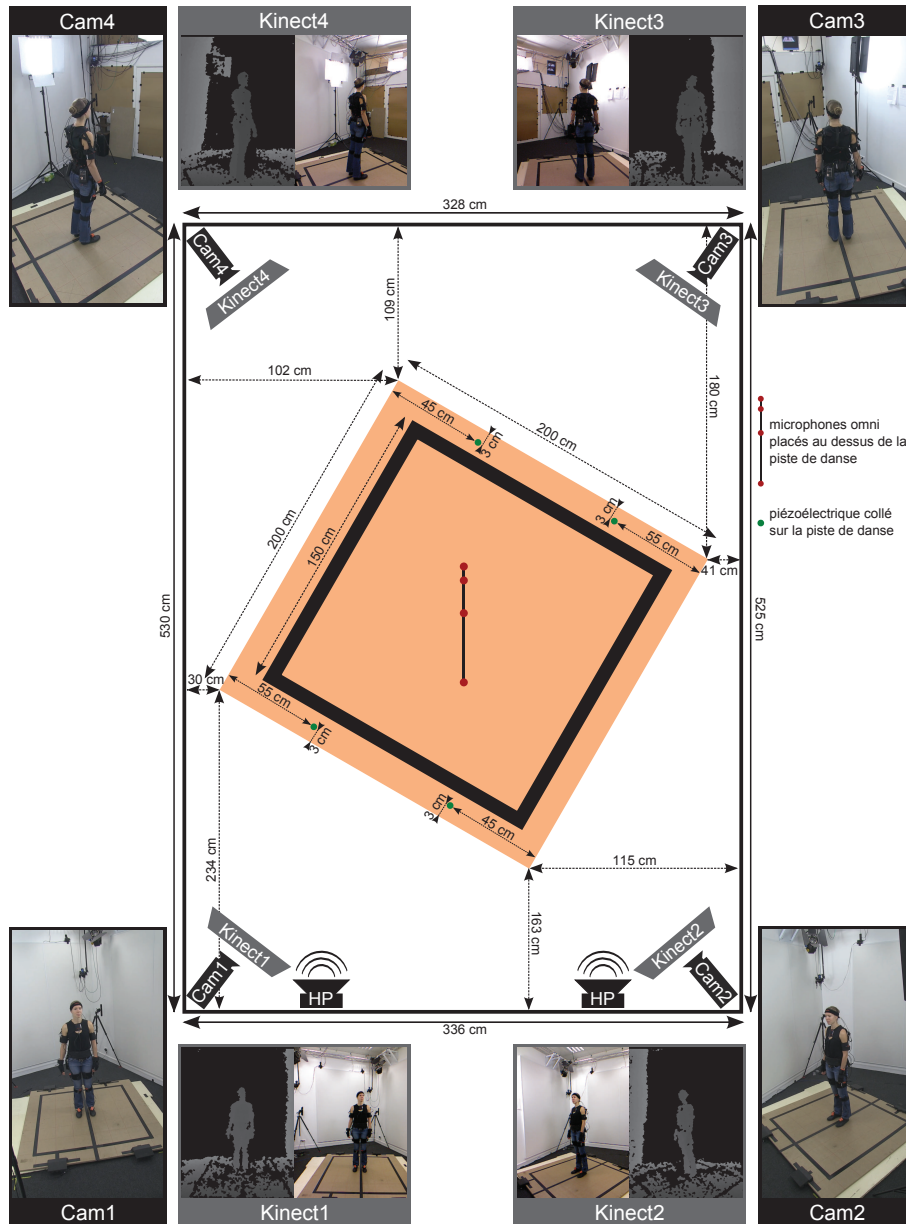 Cam4
Kinect4
Kinect3
Cam3
328 cm
Cam4
Kinect4
Cam3
Kinect3
109 cm
180 cm
102 cm
45 cm
3 cm
200 cm
microphones omni
placés au dessus de la
piste de danse
200 cm
150 cm
3 cm
55 cm
piézoélectrique collé
sur la piste de danse
41 cm
530 cm
525 cm
30 cm
55 cm
3 cm
3 cm
45 cm
234 cm
115 cm
163 cm
Kinect1
Cam1
HP
HP
Kinect2
Cam2
336 cm
Cam1
Kinect1
Kinect2
Cam2